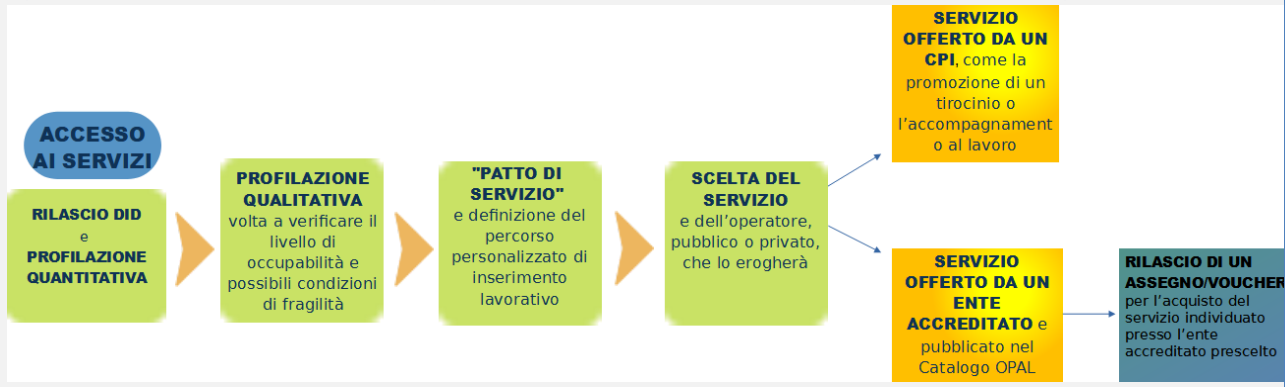 ACCESSO
AI SERVIZI
RILASCIO DID
e
PROFILAZIONE
QUANTITATIVA
PROFILAZIONE
QUALITATIVA
volta a verificare il
livello di
occupabilità e
possibili condizioni
di fragilità
"PATTO DI
SERVIZIO"
e definizione del
percorso
personalizzato di
inserimento
lavorativo
SCELTA DEL
SERVIZIO
e dell’operatore,
pubblico o privato,
che lo erogherà
SERVIZIO
OFFERTO DA UN
CPI, come la
promozione di un
tirocinio o
l’accompagnament
o al lavoro
SERVIZIO
OFFERTO DA UN
ENTE
ACCREDITATO e
pubblicato nel
Catalogo OPAL
RILASCIO DI UN
ASSEGNO/VOUCHER
per l’acquisto del
servizio individuato
presso l’ente
accreditato prescelto